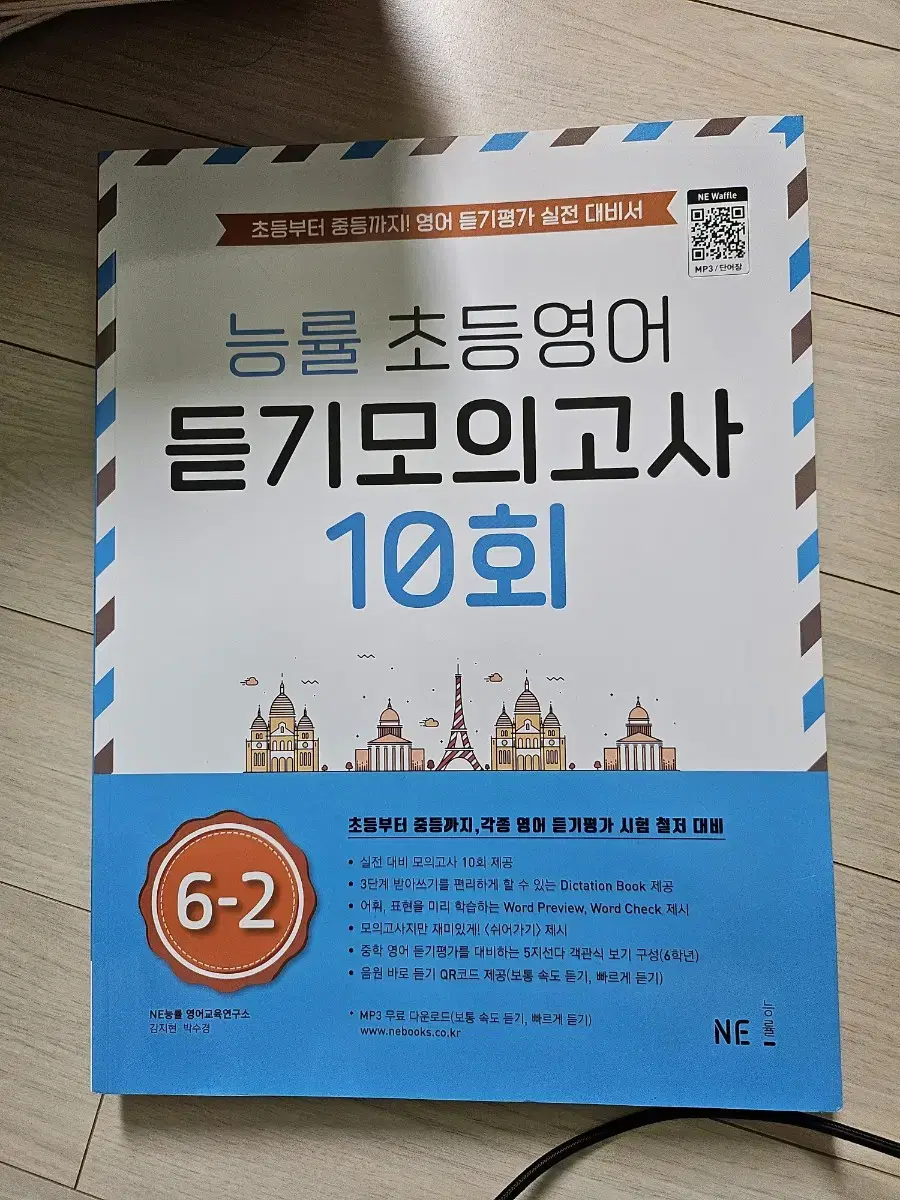 초등부터 중등까지! 영어 듣기평가 실전 대비서
NE Waffle
MP3 / 단어장
능률 초등영어
듣기모의고사
10회
6-2
초등부터 중등까지,각종 영어 듣기평가 시험 철저 대비
• 실전 대비 모의고사 10회 제공
• 3단계 받아쓰기를 편리하게 할 수 있는 Dictation Book 제공
• 어휘, 표현을 미리 학습하는 Word Preview, Word Check 제시
• 모의고사지만 재미있게! <쉬어가기> 제시
• 중학 영어 듣기평가를 대비하는 5지선다 객관식 보기 구성(6학년)
• 음원 바로 듣기 QR코드 제공(보통 속도 듣기, 빠르게 듣기)
* MP3 무료 다운로드(보통 속도 듣기, 빠르게 듣기)
www.nebooks.co.kr
NE능률 영어교육연구소
김지현 박수경
NE 능률